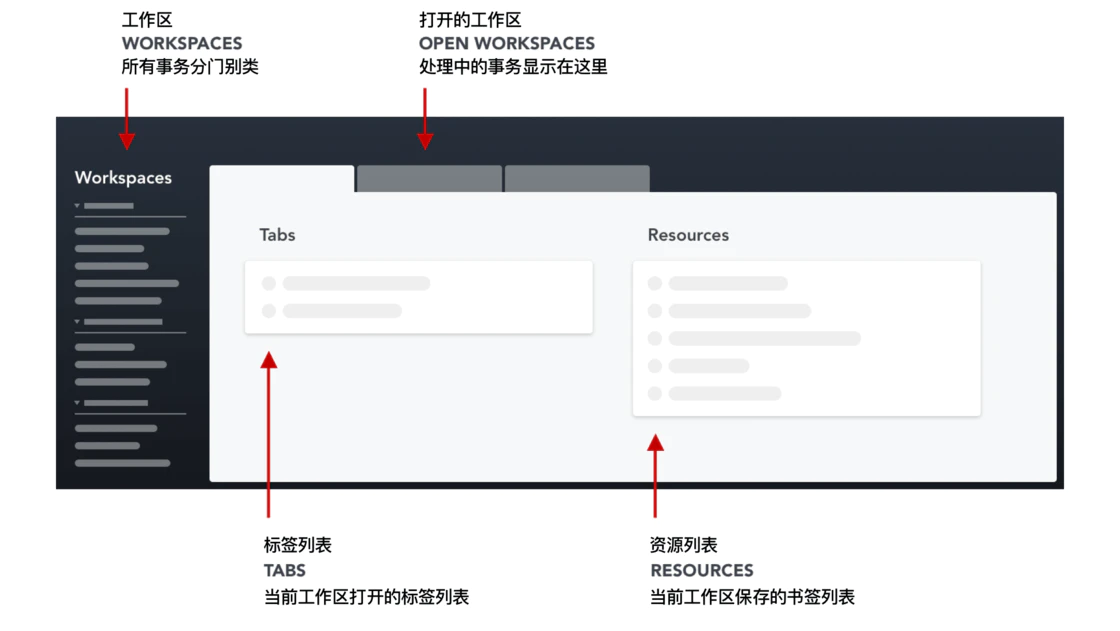 工作区
WORKSPACES
所有事务分门别类
打开的工作区
OPEN WORKSPACES
处理中的事务显示在这里
Workspaces
Tabs
Resources
标签列表
TABS
当前工作区打开的标签列表
资源列表
RESOURCES
当前工作区保存的书签列表